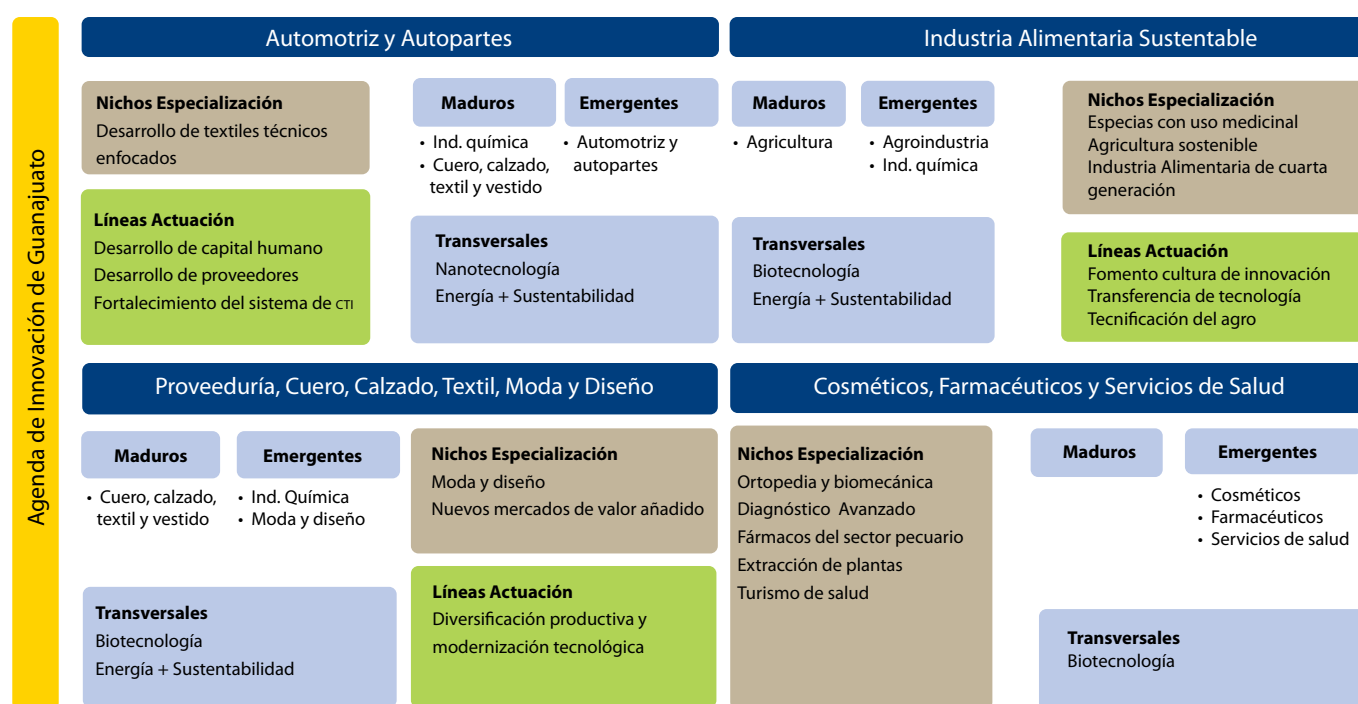 Agenda de Innovación de Guanajuato
Automotriz y Autopartes
Nichos Especialización
Desarrollo de textiles técnicos
enfocados
Líneas Actuación
Desarrollo de capital humano
Desarrollo de proveedores
Fortalecimiento del sistema de CTI
Maduros
• Ind. química
• Cuero, calzado,
textil y vestido
Emergentes
• Automotriz y
autopartes
Transversales
Nanotecnología
Energía + Sustentabilidad
Industria Alimentaria Sustentable
Maduros
• Agricultura
Emergentes
• Agroindustria
• Ind. química
Transversales
Biotecnología
Energía + Sustentabilidad
Nichos Especialización
Especias con uso medicinal
Agricultura sostenible
Industria Alimentaria de cuarta
generación
Líneas Actuación
Fomento cultura de innovación
Transferencia de tecnología
Tecnificación del agro
Proveeduría, Cuero, Calzado, Textil, Moda y Diseño
Maduros
• Cuero, calzado,
textil y vestido
Emergentes
• Ind. Química
• Moda y diseño
Transversales
Biotecnología
Energía + Sustentabilidad
Nichos Especialización
Moda y diseño
Nuevos mercados de valor añadido
Líneas Actuación
Diversificación productiva y
modernización tecnológica
Cosméticos, Farmacéuticos y Servicios de Salud
Nichos Especialización
Ortopedia y biomecánica
Diagnóstico Avanzado
Fármacos del sector pecuario
Extracción de plantas
Turismo de salud
Maduros
Emergentes
• Cosméticos
• Farmacéuticos
• Servicios de salud
Transversales
Biotecnología